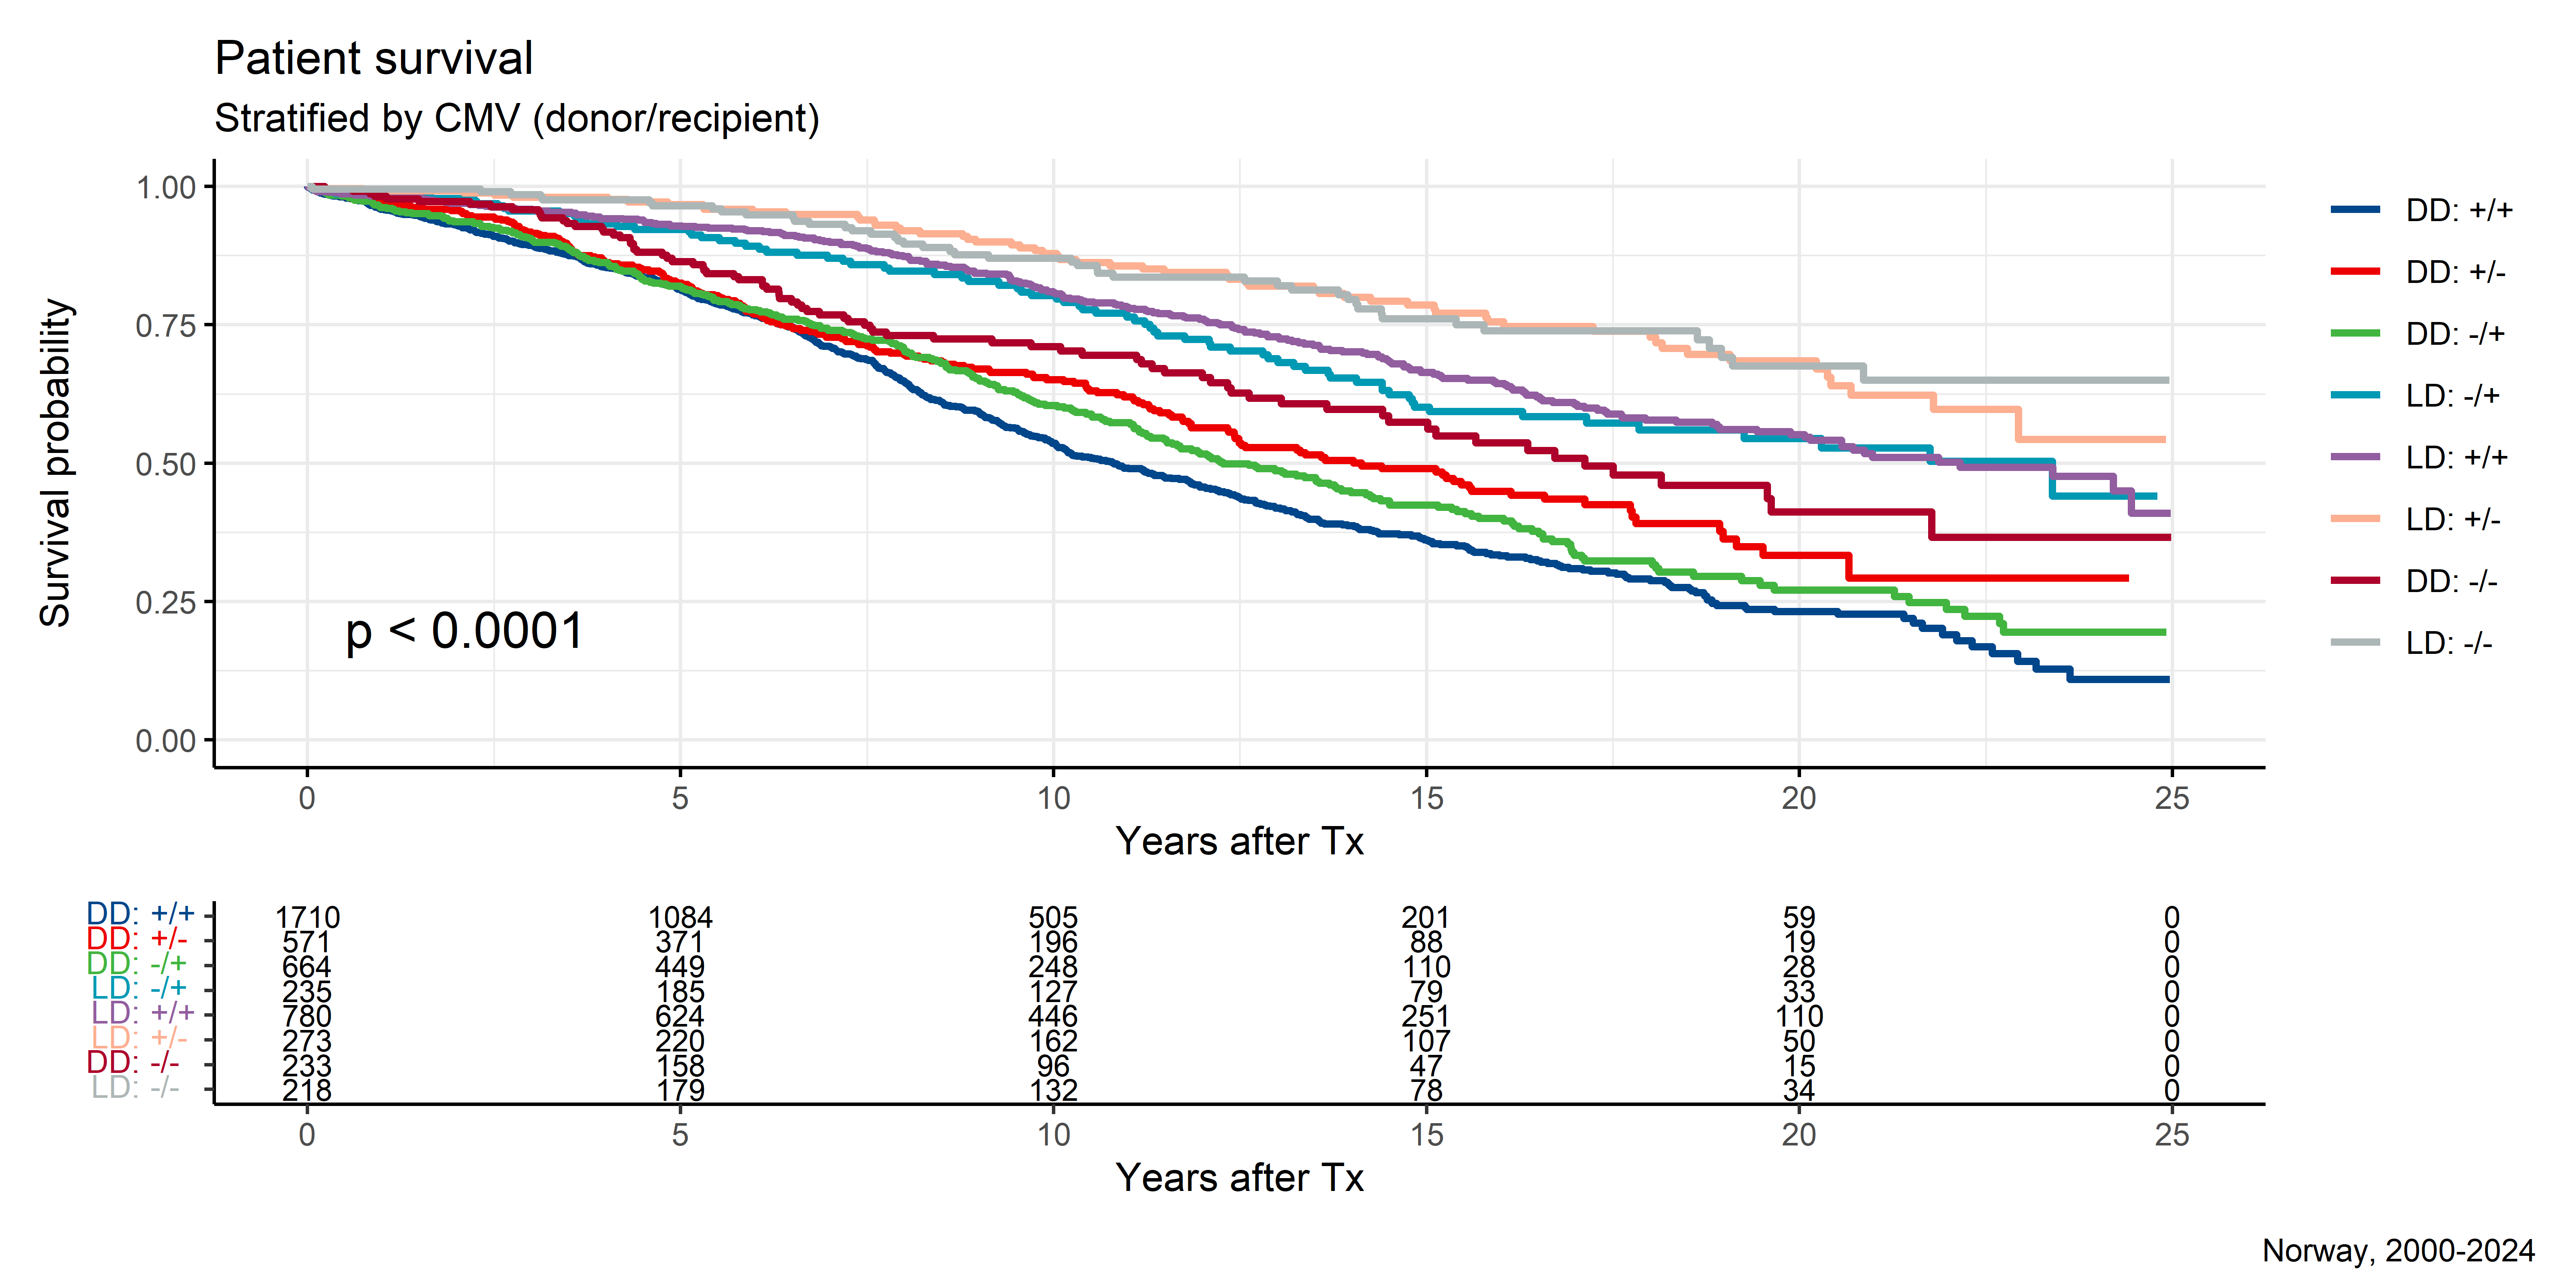 Patient survival
Stratified by CMV (donor/recipient)
Survival probability
1.00
0.75
0.50
0.25
0.00
p < 0.0001
0 5 10 15 20 25
Years after Tx
DD: +/+
DD: +/-
DD: -/+
LD: -/+
LD: +/+
LD: +/-
DD: -/-
LD: -/-
DD: +/+ 1710 1084 505 201 59 0
DD: +/- 571 371 196 88 19 0
DD: -/+ 664 449 248 110 28 0
LD: -/+ 235 185 127 79 33 0
LD: +/+ 780 624 446 251 110 0
LD: +/- 273 220 162 107 50 0
DD: -/- 233 158 96 47 15 0
LD: -/- 218 179 132 78 34 0
0 5 10 15 20 25
Years after Tx
Norway, 2000-2024